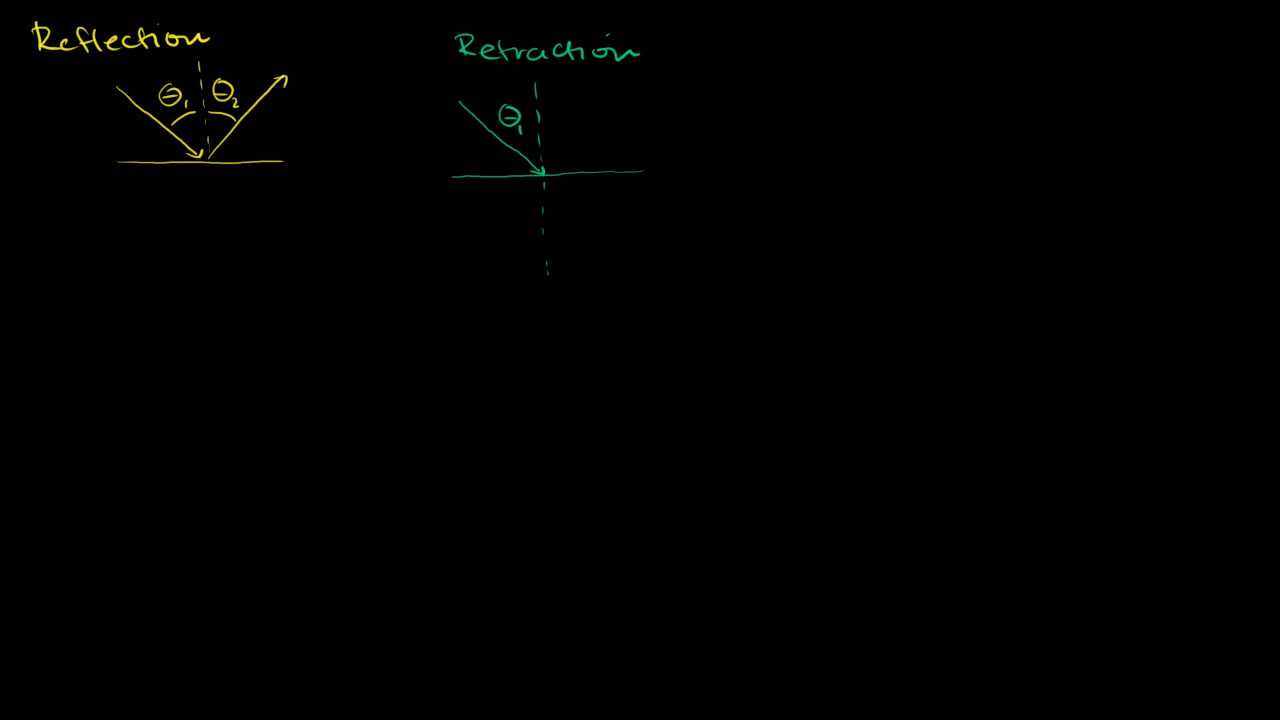 Reflection
θ₁ θ₂
Refraction
θ₁